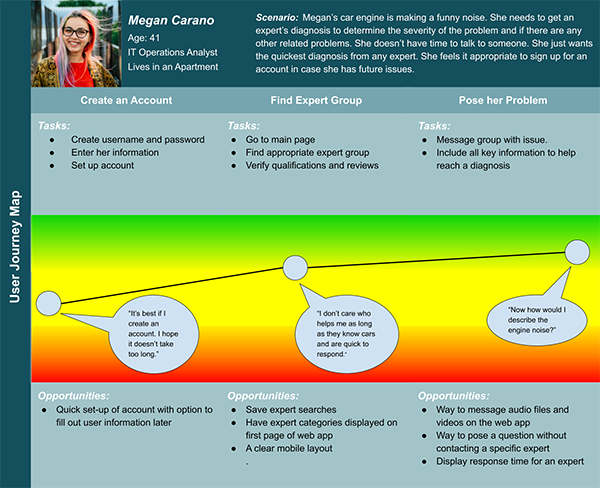 User Journey Map
Megan Carano
Age: 41
IT Operations Analyst
Lives in an Apartment
Scenario: Megan's car engine is making a funny noise. She needs to get an
expert's diagnosis to determine the severity of the problem and if there are any
other related problems. She doesn't have time to talk to someone. She just wants
the quickest diagnosis from any expert. She feels it appropriate to sign up for an
account in case she has future issues.
Create an Account
Find Expert Group
Pose her Problem
Tasks:
● Create username and password
● Enter her information
● Set up account
Tasks:
● Go to main page
● Find appropriate expert group
● Verify qualifications and reviews
Tasks:
● Message group with issue.
● Include all key information to help
reach a diagnosis
"It's best if I
create an
account. I hope
it doesn't take
too long."
"I don't care who
helps me as long
as they know cars
and are quick to
respond."
"Now how would I
describe the
engine noise?"
Opportunities:
● Quick set-up of account with option to
fill out user information later
Opportunities:
● Save expert searches
● Have expert categories displayed on
first page of web app
● A clear mobile layout
.
Opportunities:
● Way to message audio files and
videos on the web app
● Way to pose a question without
contacting a specific expert
● Display response time for an expert